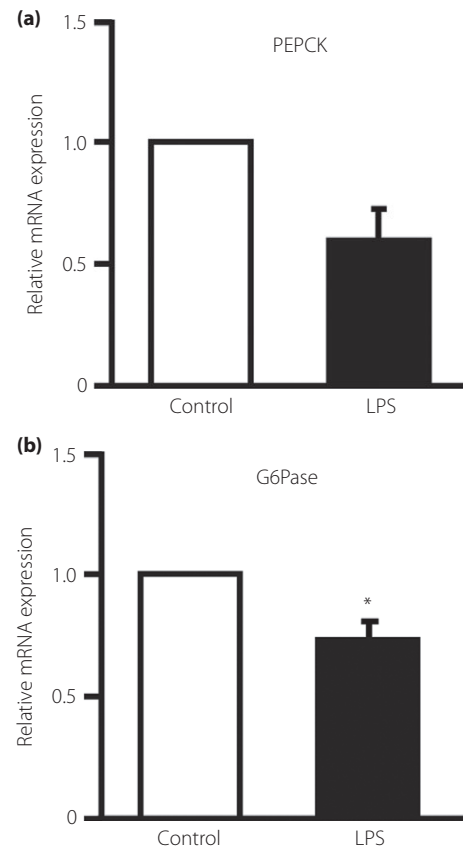 (a)
PEPCK
Relative mRNA expression
1.5
1.0
0.5
0
Control LPS
(b)
G6Pase
Relative mRNA expression
1.5
1.0
*
0.5
0
Control LPS